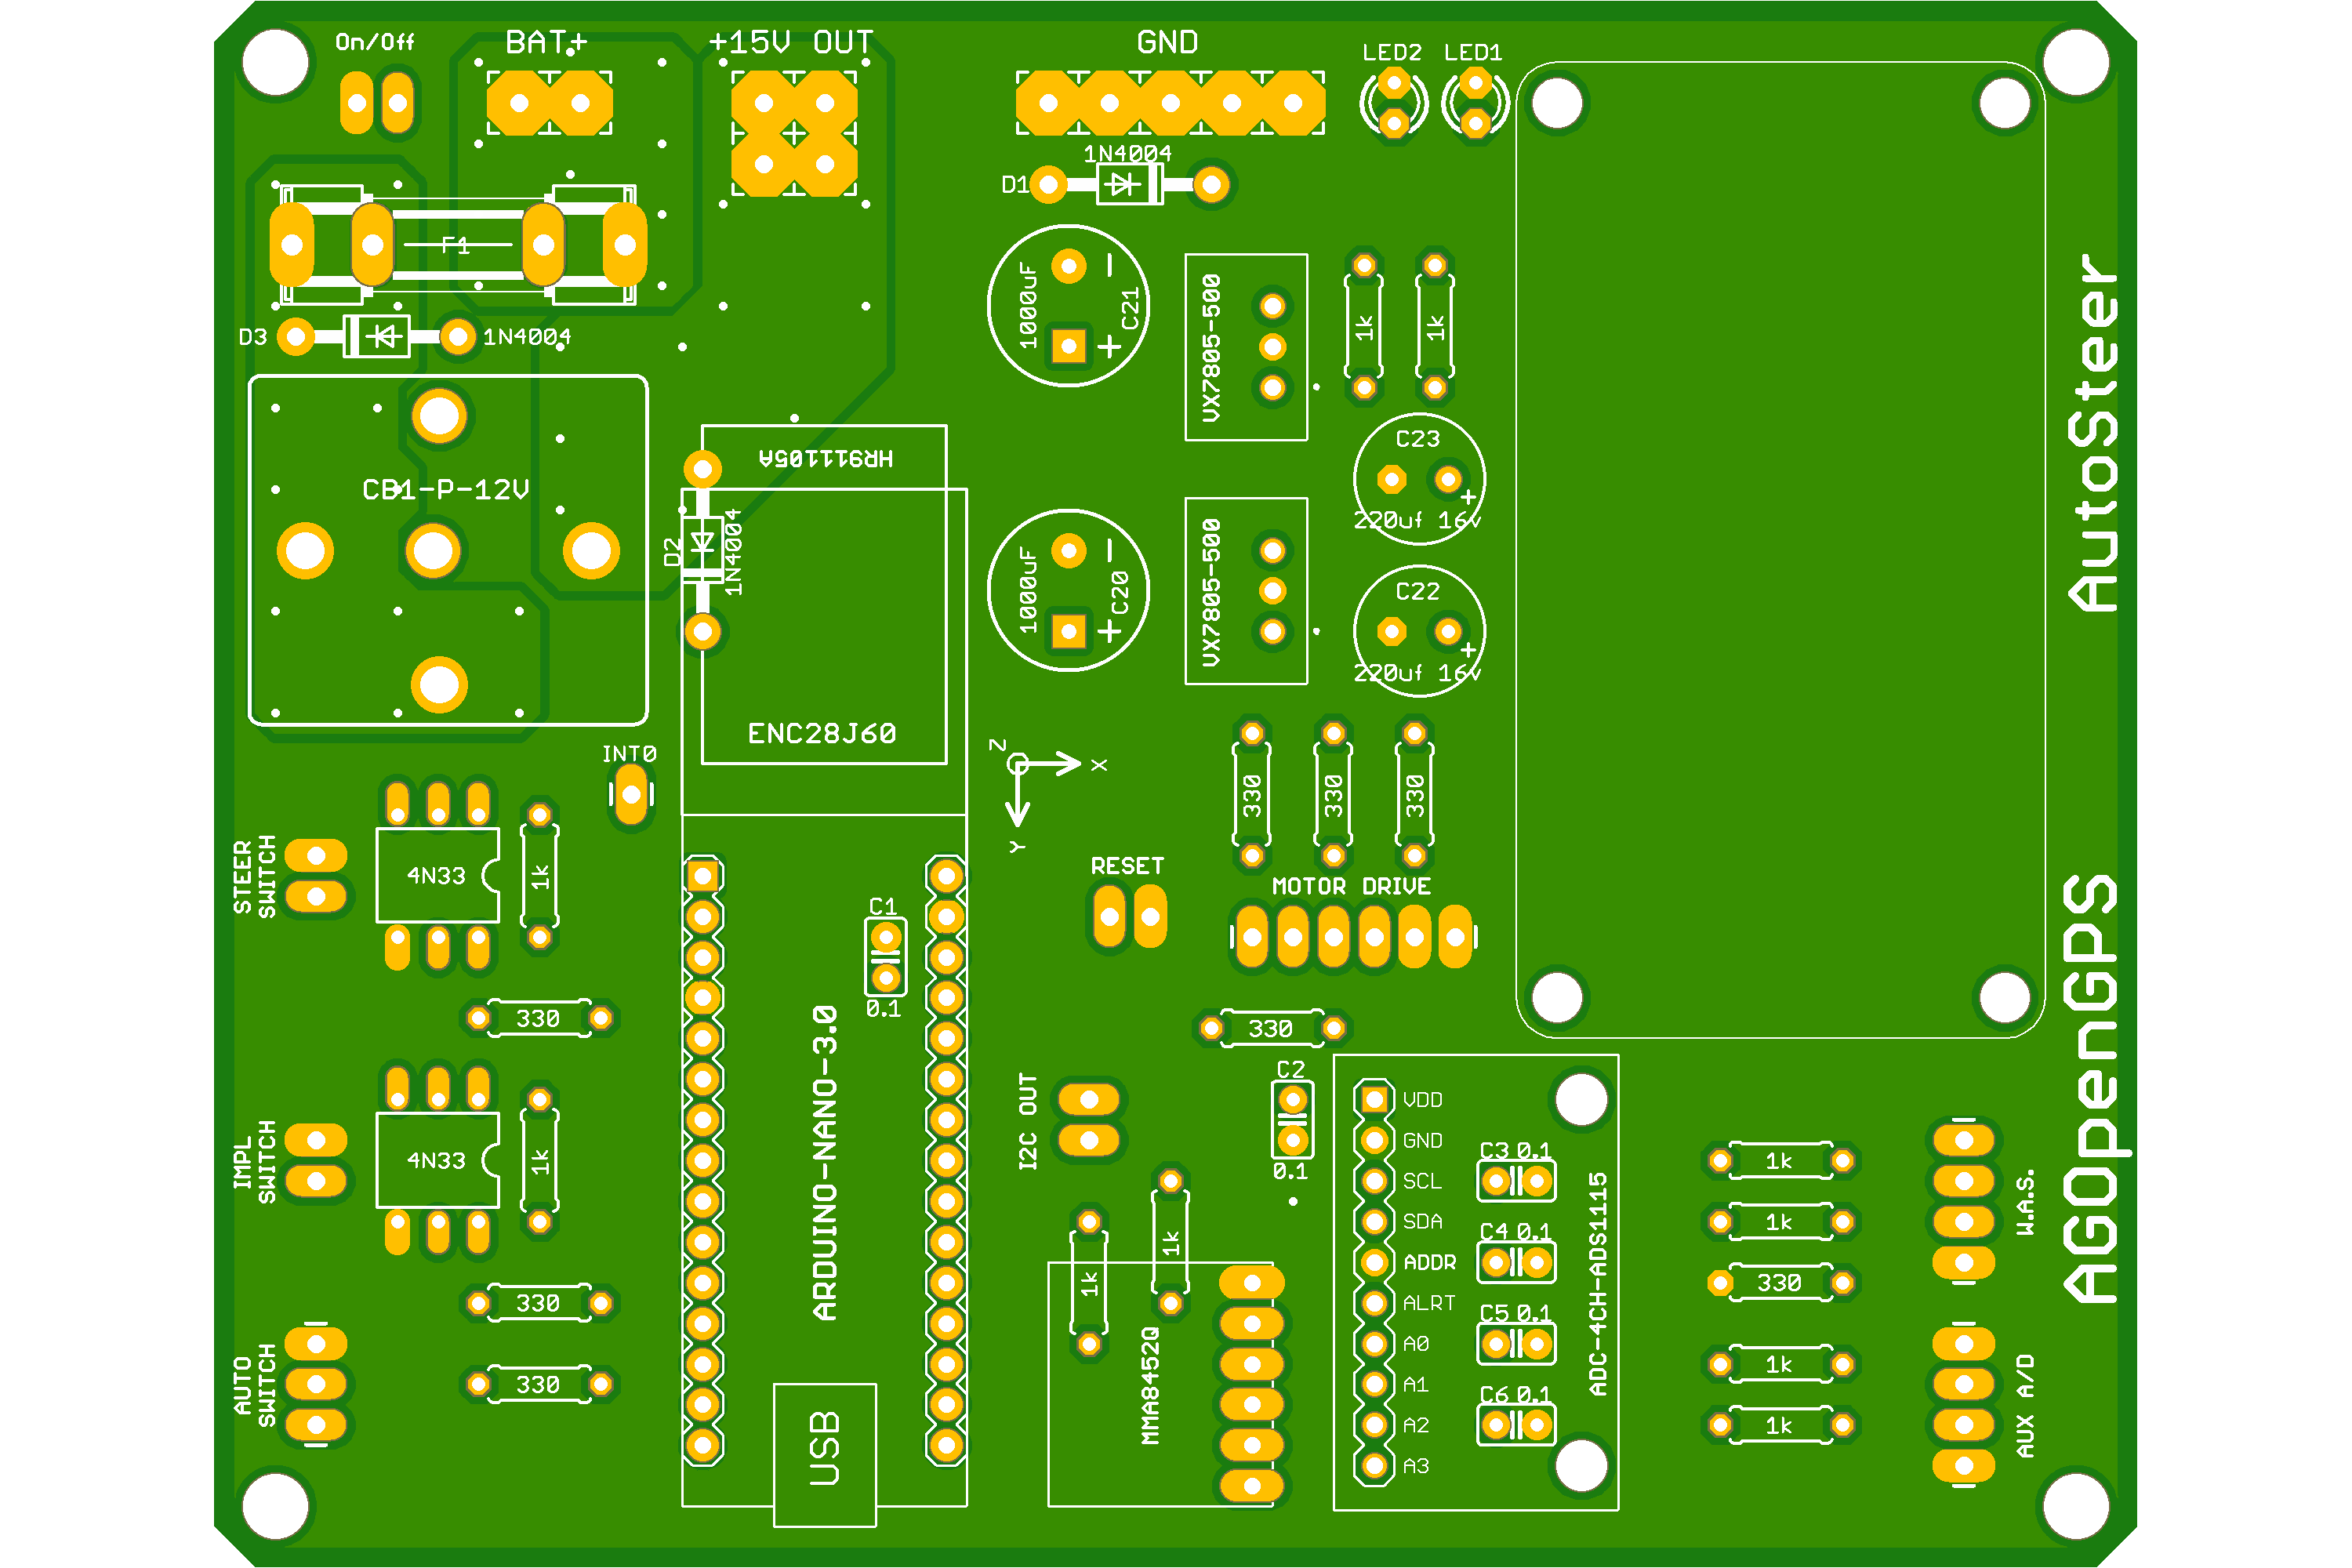 On/Off
BAT+
+15V OUT
GND
LED2
LED1
1N4004
D1
F1
D3
1N4004
1000uF
C21
VX7805-500
1k
1k
AutoSteer
CB1-P-12V
HR91105A
HR911105A
C23
220uf 16v
D2
1N4004
1000uF
C20
VX7805-500
C22
220uf 16v
ENC28J60
INT0
Z
X
Y
330
330
330
STEER
SWITCH
4N33
1k
C1
0.1
RESET
MOTOR DRIVE
AGOpenGPS
330
330
ARDUINO-NANO-3.0
I2C OUT
C2
0.1
IMPL
SWITCH
4N33
1k
1k
1k
VDD
GND
SCL
SDA
ADDR
ALRT
A0
A1
A2
A3
C3 0.1
C4 0.1
C5 0.1
C6 0.1
ADC-4CH-ADS1115
1k
1k
330
W.A.S.
330
MMA8452Q
AUTO
SWITCH
330
1k
1k
AUX A/D
USB